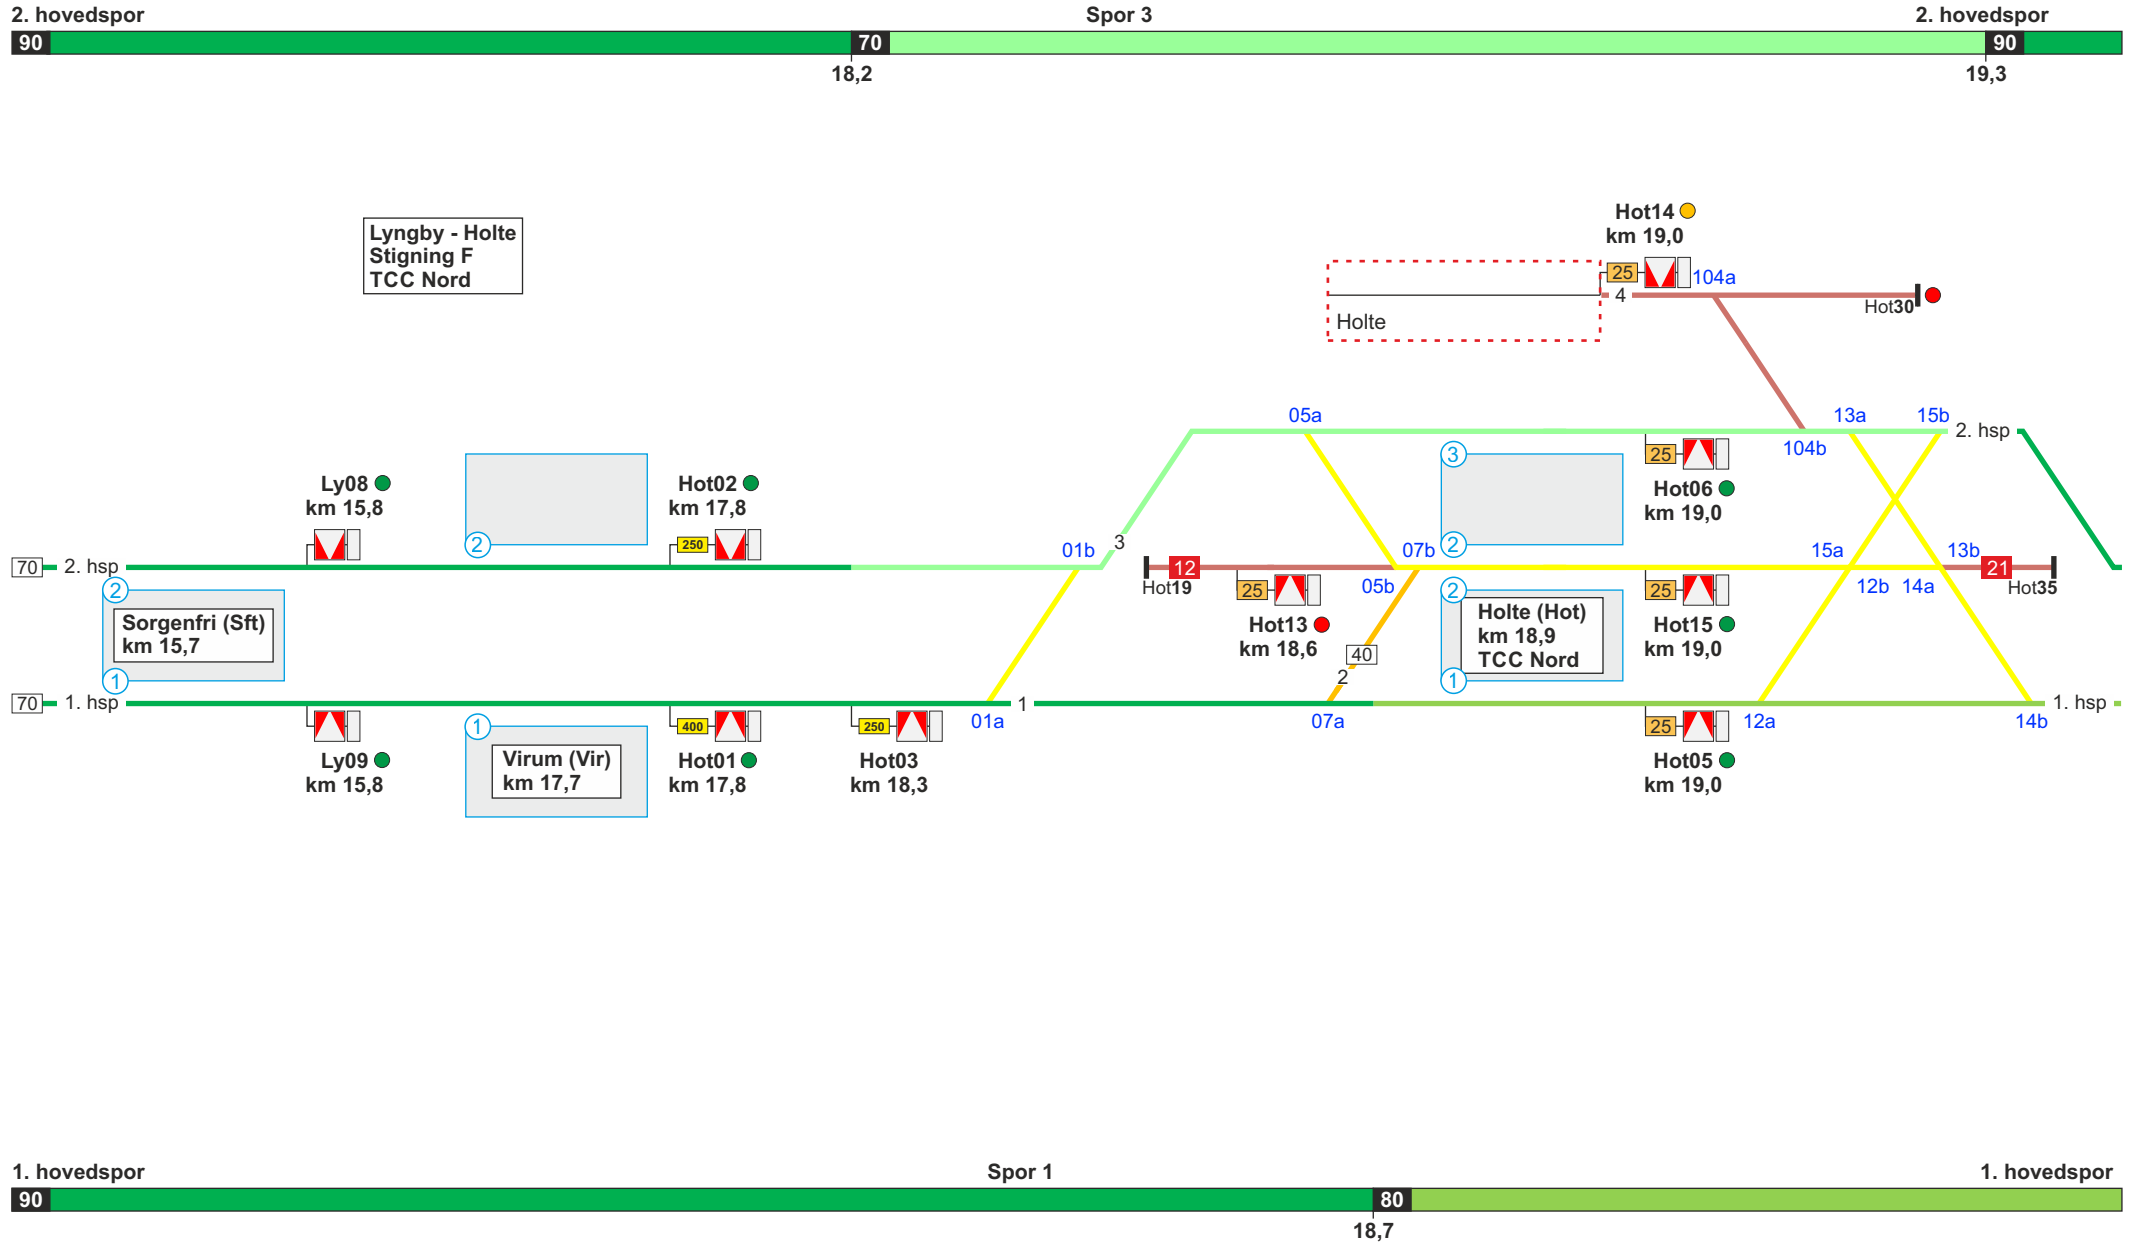 2. hovedspor
Spor 3
2. hovedspor
90
70
90
18,2
19,3
Lyngby - Holte
Stigning F
TCC Nord
Hot14
km 19,0
25
104a
4
Hot30
Holte
05a
13a
15b
2. hsp
104b
25
3
Ly08
km 15,8
Hot02
km 17,8
Hot06
km 19,0
2
250
2
01b
3
07b
15a
13b
70
2. hsp
12
21
Hot19
05b
12b
14a
Hot35
2
25
2
25
Sorgenfri (Sft)
km 15,7
Hot13
km 18,6
Holte (Hot)
km 18,9
TCC Nord
Hot15
km 19,0
40
2
1
1
70
1. hsp
1
1. hsp
01a
07a
12a
14b
1
400
250
25
Virum (Vir)
km 17,7
Ly09
km 15,8
Hot01
km 17,8
Hot03
km 18,3
Hot05
km 19,0
1. hovedspor
Spor 1
1. hovedspor
90
80
18,7